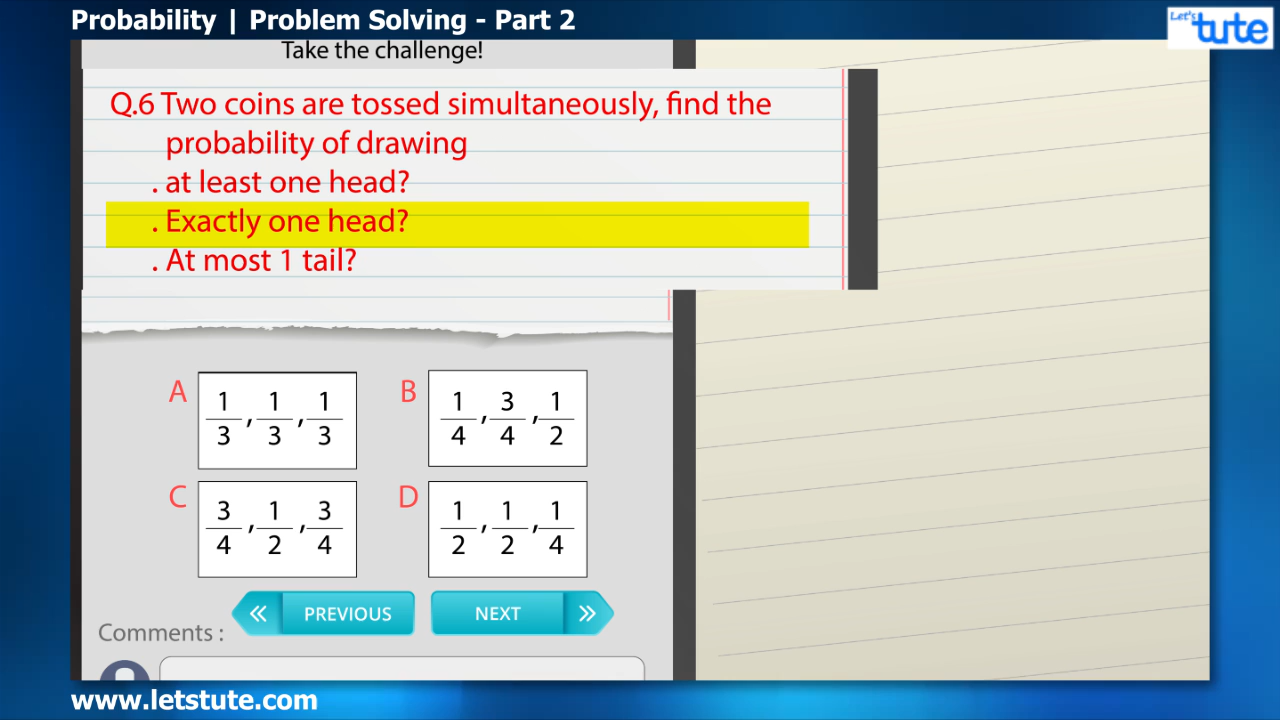 Probability | Problem Solving - Part 2
Let's
tute
Take the challenge!
Q.6 Two coins are tossed simultaneously, find the
probability of drawing
. at least one head?
. Exactly one head?
. At most 1 tail?
A 1/3 , 1/3 , 1/3
B 1/4 , 3/4 , 1/2
C 3/4 , 1/2 , 3/4
D 1/2 , 1/2 , 1/4
« PREVIOUS
NEXT »
Comments :
www.letstute.com